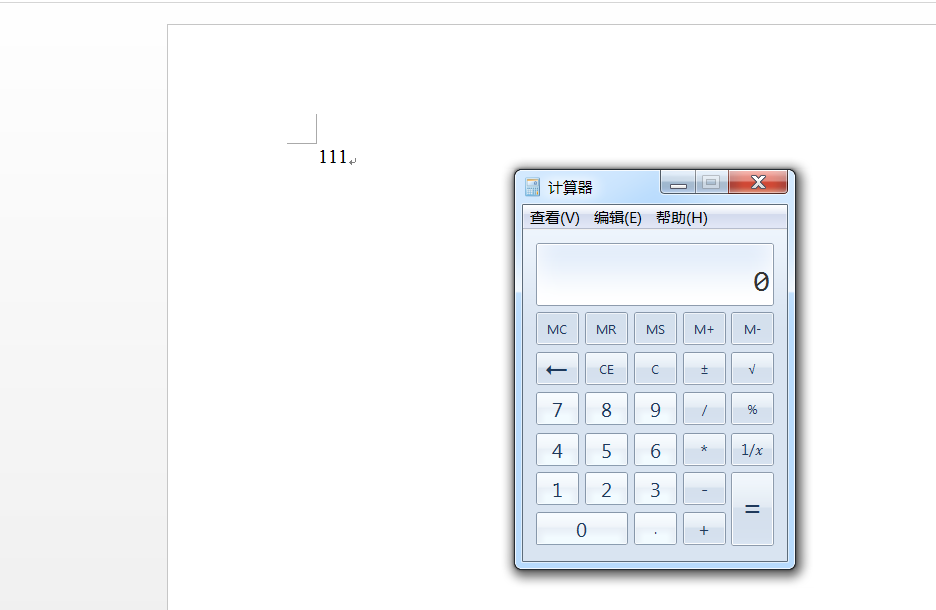 111
计算器
查看(V) 编辑(E) 帮助(H)
0
MC MR MS M+ M-
← CE C ± √
7 8 9 / %
4 5 6 * 1/x
1 2 3 - =
0 . +